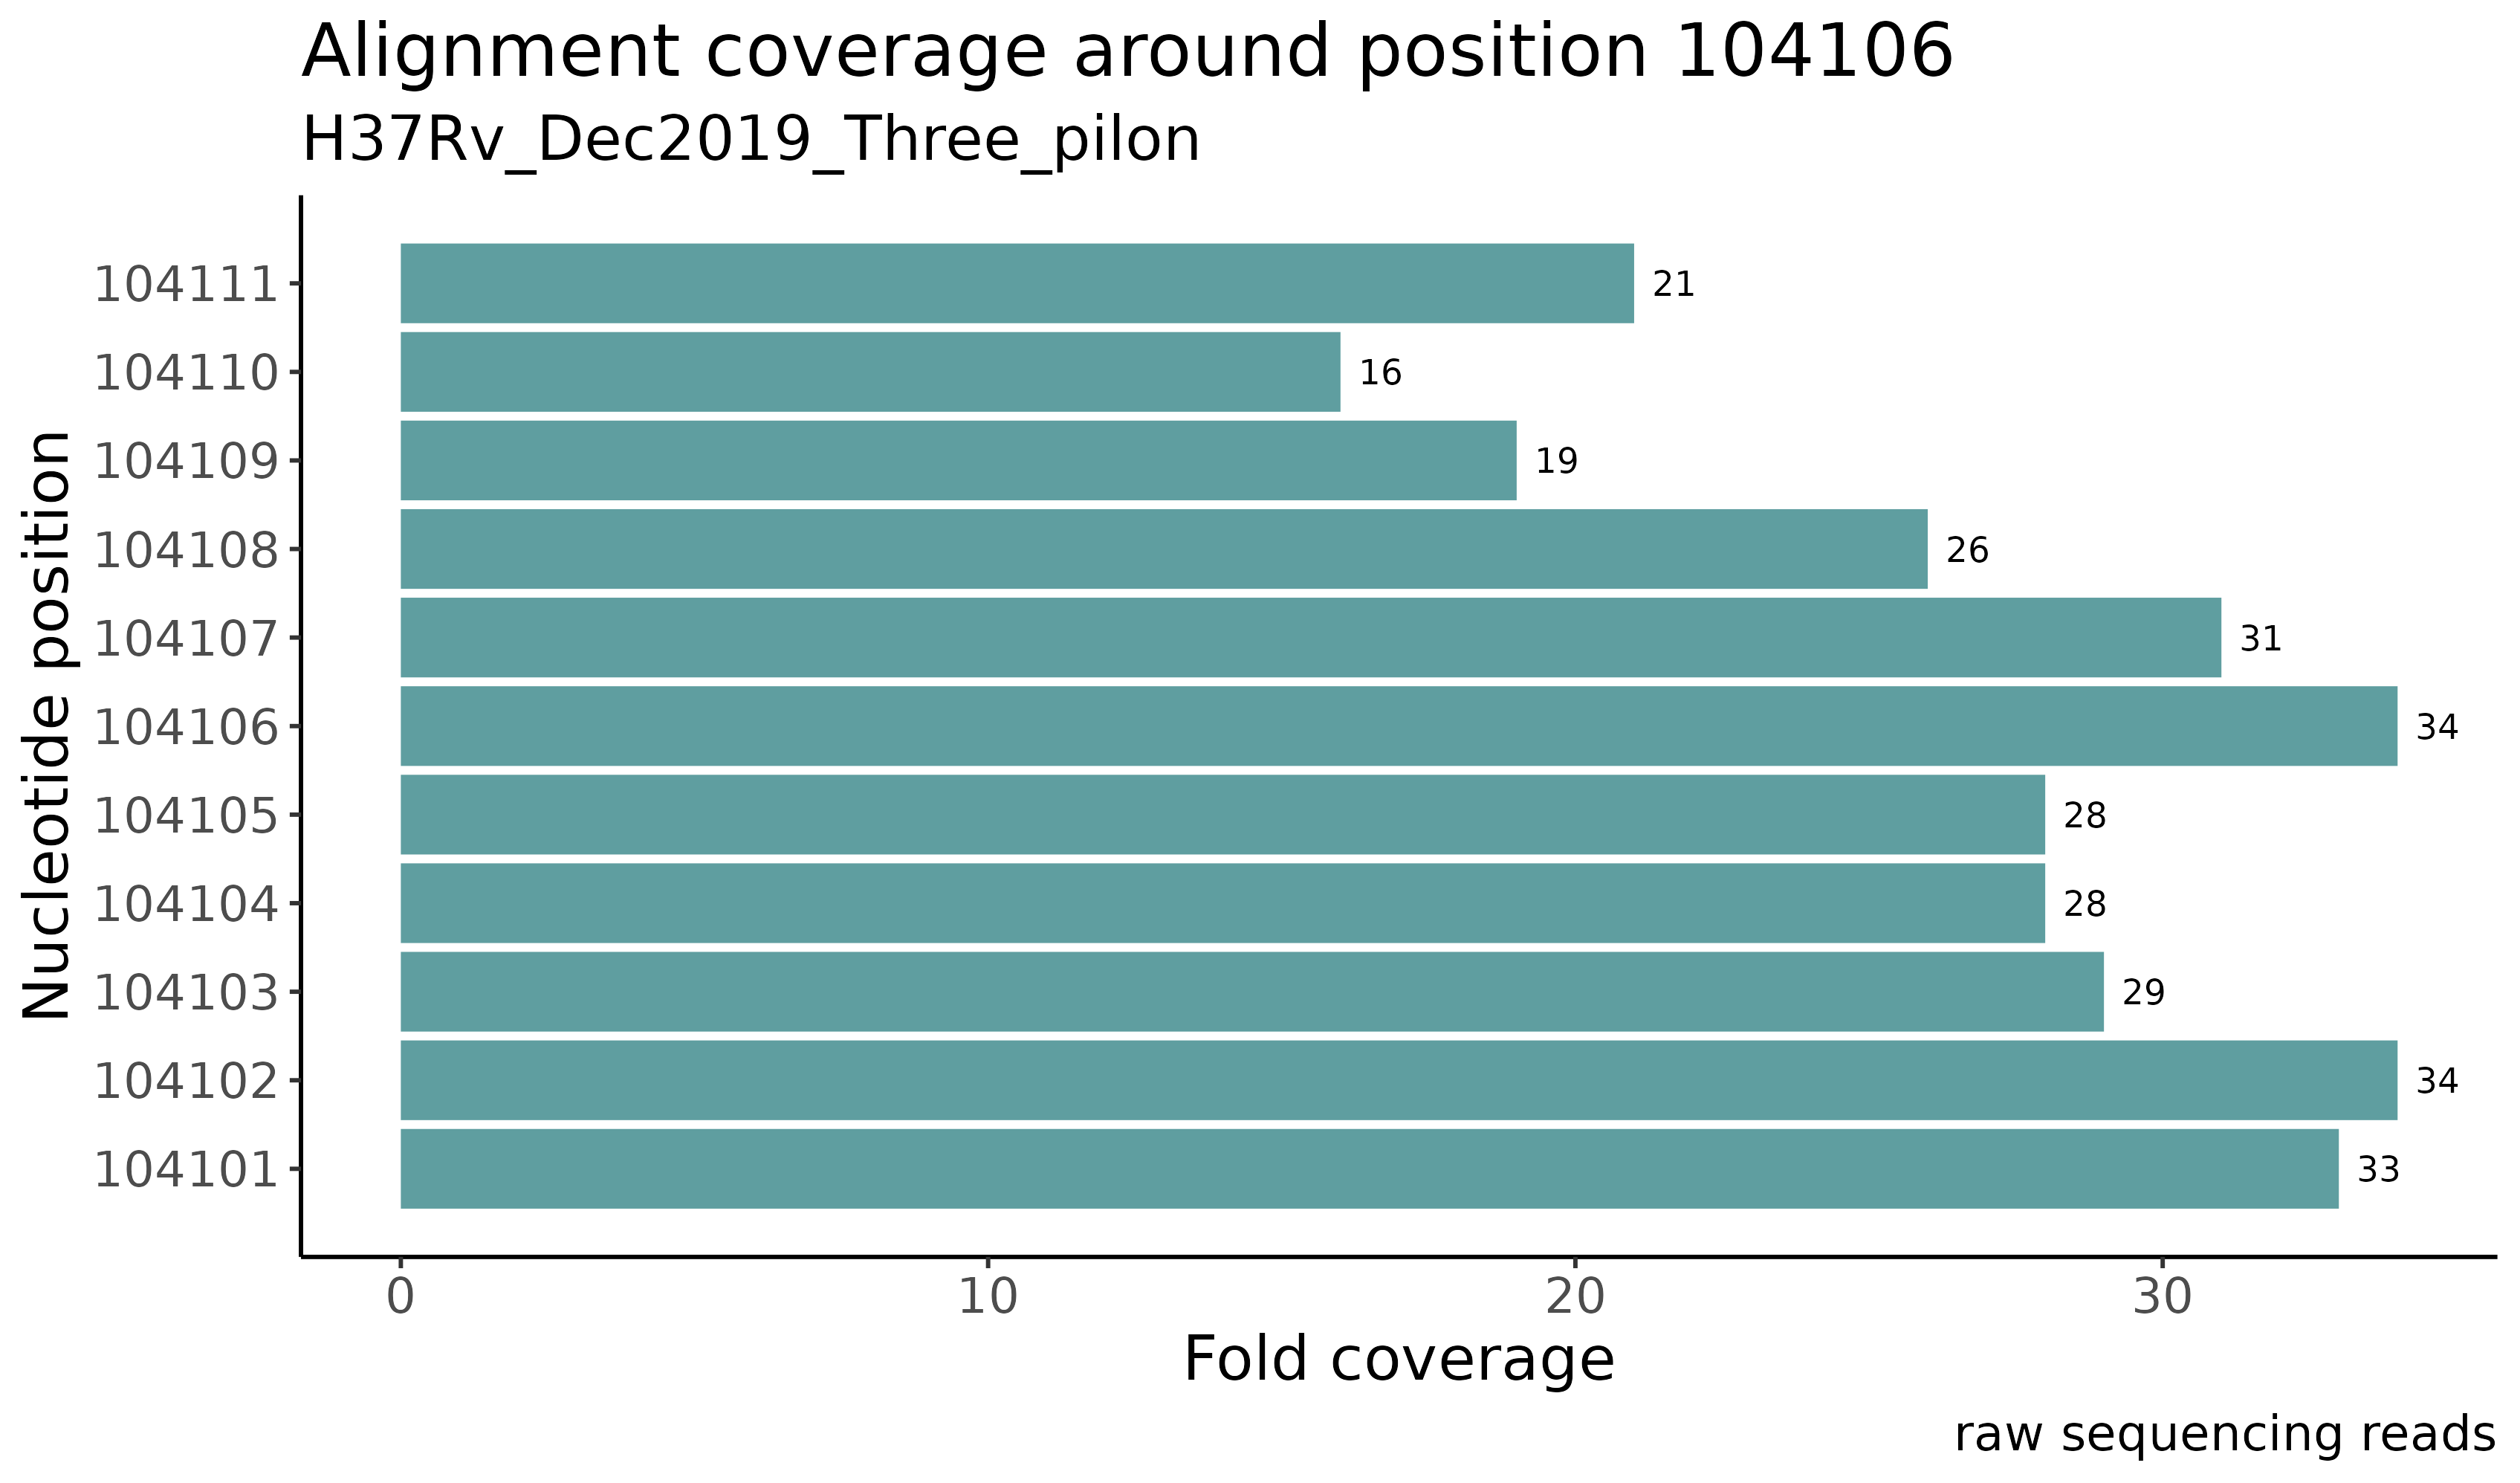 Alignment coverage around position 104106
H37Rv_Dec2019_Three_pilon
Nucleotide position
104111 21
104110 16
104109 19
104108 26
104107 31
104106 34
104105 28
104104 28
104103 29
104102 34
104101 33
0 10 20 30
Fold coverage
raw sequencing reads